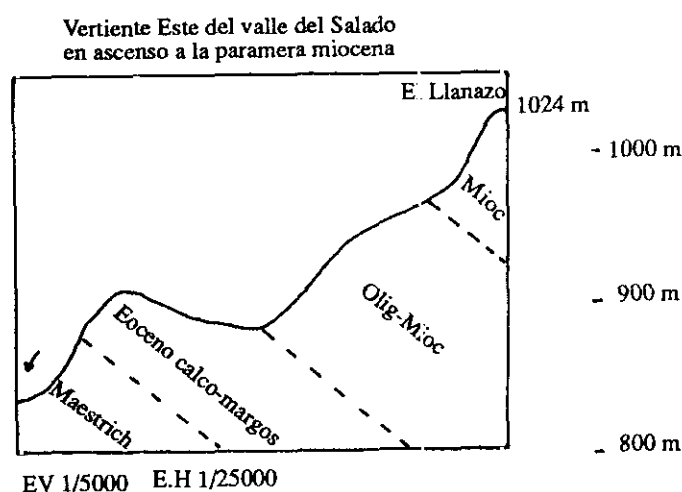 Vertiente Este del valle del Salado
en ascenso a la paramera miocena
E. Llanazo
1024 m
- 1000 m
Mioc
- 900 m
Olig-Mioc
Eoceno calco-margos
Maestrich
- 800 m
EV 1/5000 E.H 1/25000